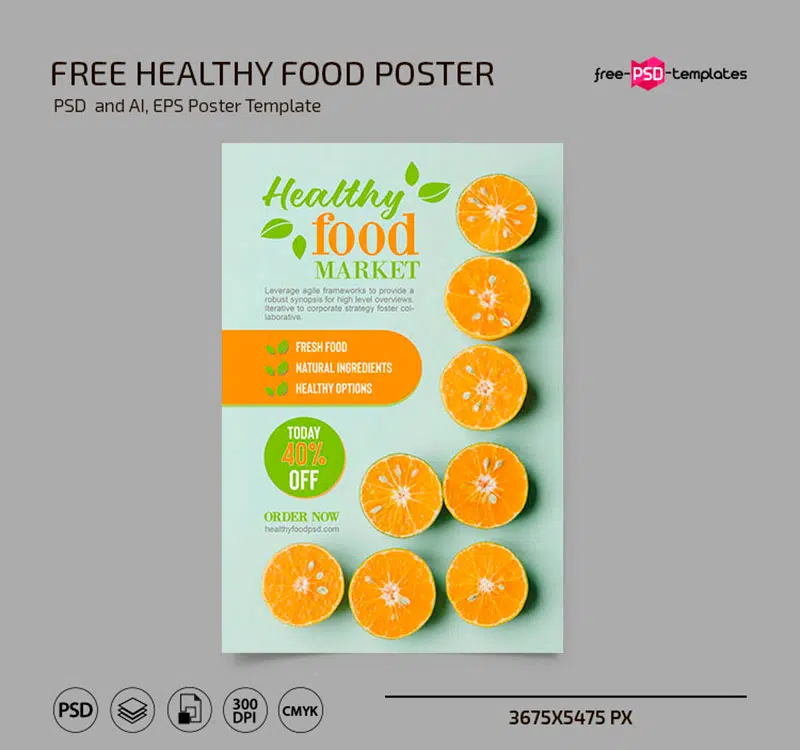 FREE HEALTHY FOOD POSTER
PSD and AI, EPS Poster Template
free-PSD-templates
Healthy
food
MARKET
Leverage agile frameworks to provide a
robust synopsis for high level overviews.
Iterative to corporate strategy foster col-
laborative.
FRESH FOOD
NATURAL INGREDIENTS
HEALTHY OPTIONS
TODAY
40%
OFF
ORDER NOW
healthyfoodpsd.com
PSD
300
DPI
CMYK
3675X5475 PX